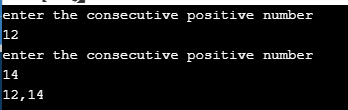 enter the consecutive positive number
12
enter the consecutive positive number
14
12,14